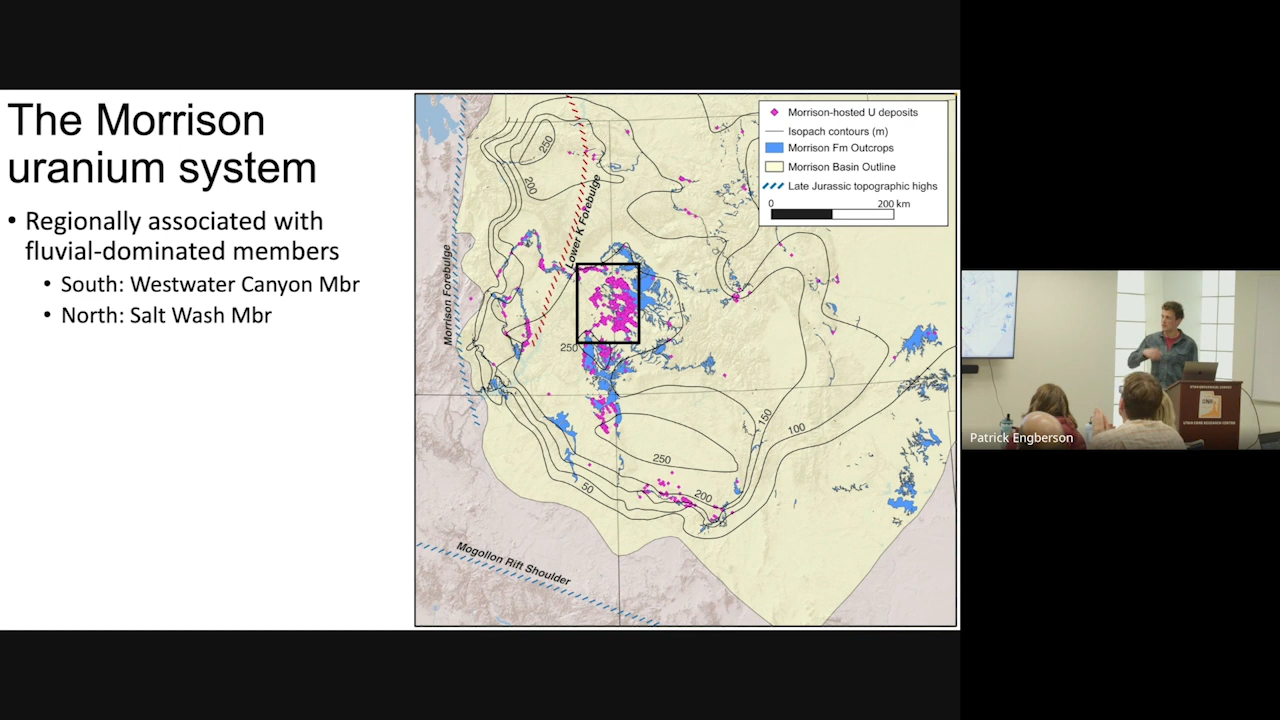 The Morrison
uranium system
• Regionally associated with
fluvial-dominated members
• South: Westwater Canyon Mbr
• North: Salt Wash Mbr
Morrison-hosted U deposits
Isopach contours (m)
Morrison Fm Outcrops
Morrison Basin Outline
Late Jurassic topographic highs
0
200 km
250
200
Lower K Forebulge
Morrison Forebulge
250
150
100
250
200
50
Mogollon Rift Shoulder
Patrick Engberson